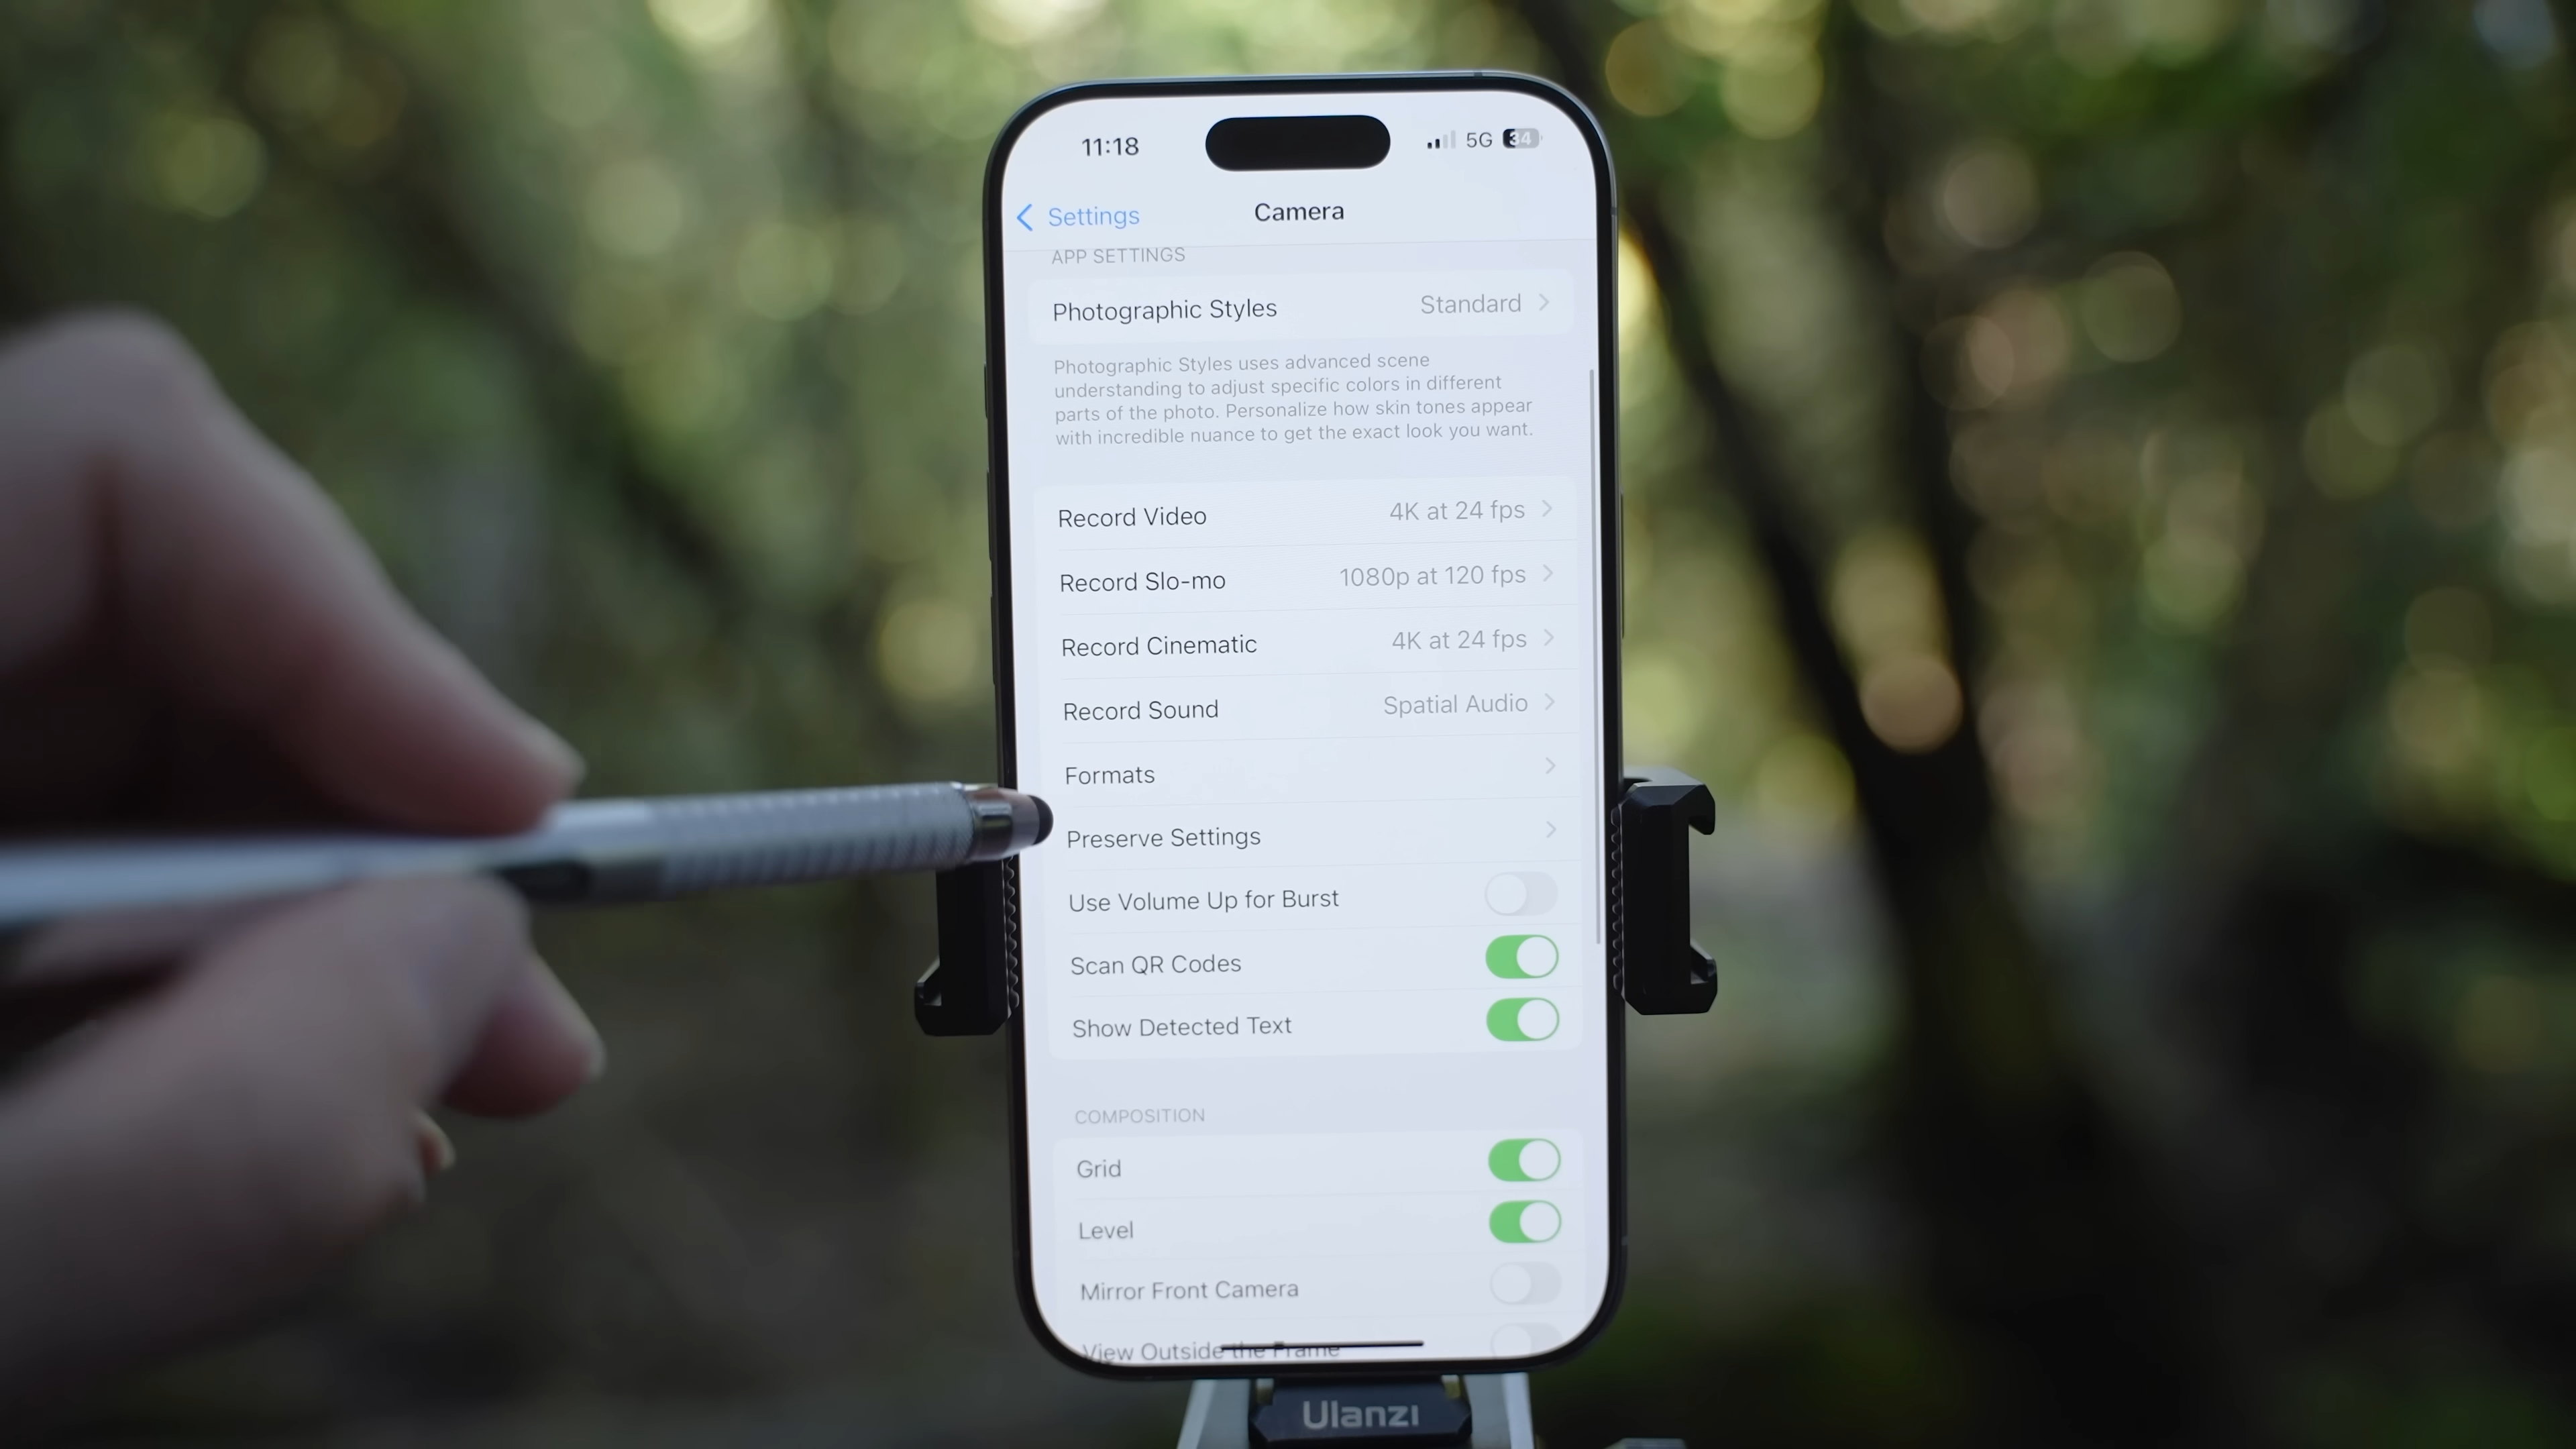 11:18
5G 34
Settings
Camera
APP SETTINGS
Photographic Styles Standard
Photographic Styles uses advanced scene
understanding to adjust specific colors in different
parts of the photo. Personalize how skin tones appear
with incredible nuance to get the exact look you want.
Record Video 4K at 24 fps
Record Slo-mo 1080p at 120 fps
Record Cinematic 4K at 24 fps
Record Sound Spatial Audio
Formats
Preserve Settings
Use Volume Up for Burst
Scan QR Codes
Show Detected Text
COMPOSITION
Grid
Level
Mirror Front Camera
View Outside the Frame
Ulanzi